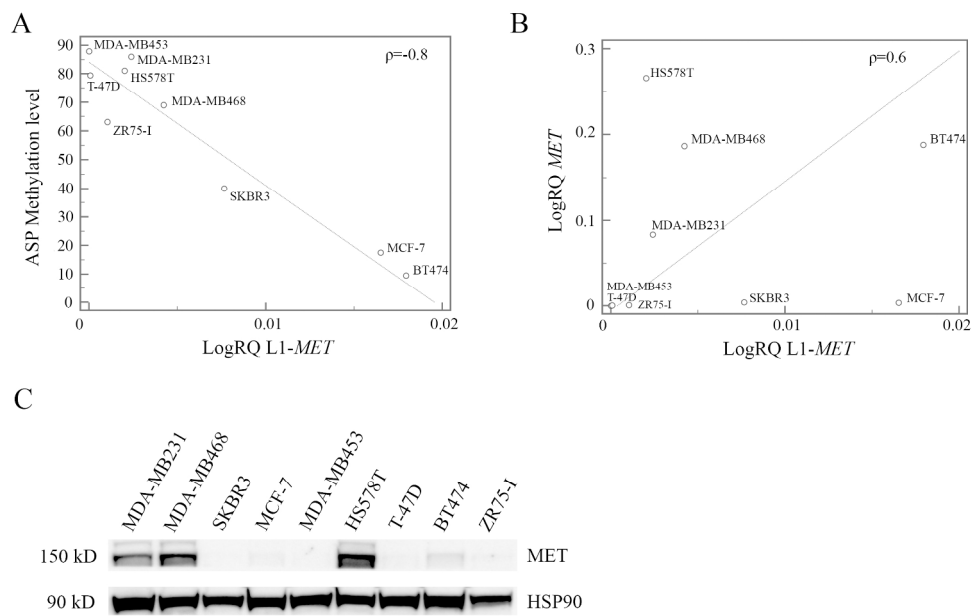 A
ASP Methylation level
90
80
70
60
50
40
30
20
10
0
MDA-MB453
MDA-MB231
T-47D
HS578T
MDA-MB468
ZR75-I
SKBR3
MCF-7
BT474
ρ=-0.8
0
0.01
0.02
LogRQ L1-MET
B
LogRQ MET
0.3
0.2
0.1
0
ρ=0.6
HS578T
MDA-MB468
BT474
MDA-MB231
MDA-MB453
T-47D
ZR75-I
SKBR3
MCF-7
0
0.01
0.02
LogRQ L1-MET
C
MDA-MB231
MDA-MB468
SKBR3
MCF-7
MDA-MB453
HS578T
T-47D
BT474
ZR75-I
150 kD
MET
90 kD
HSP90